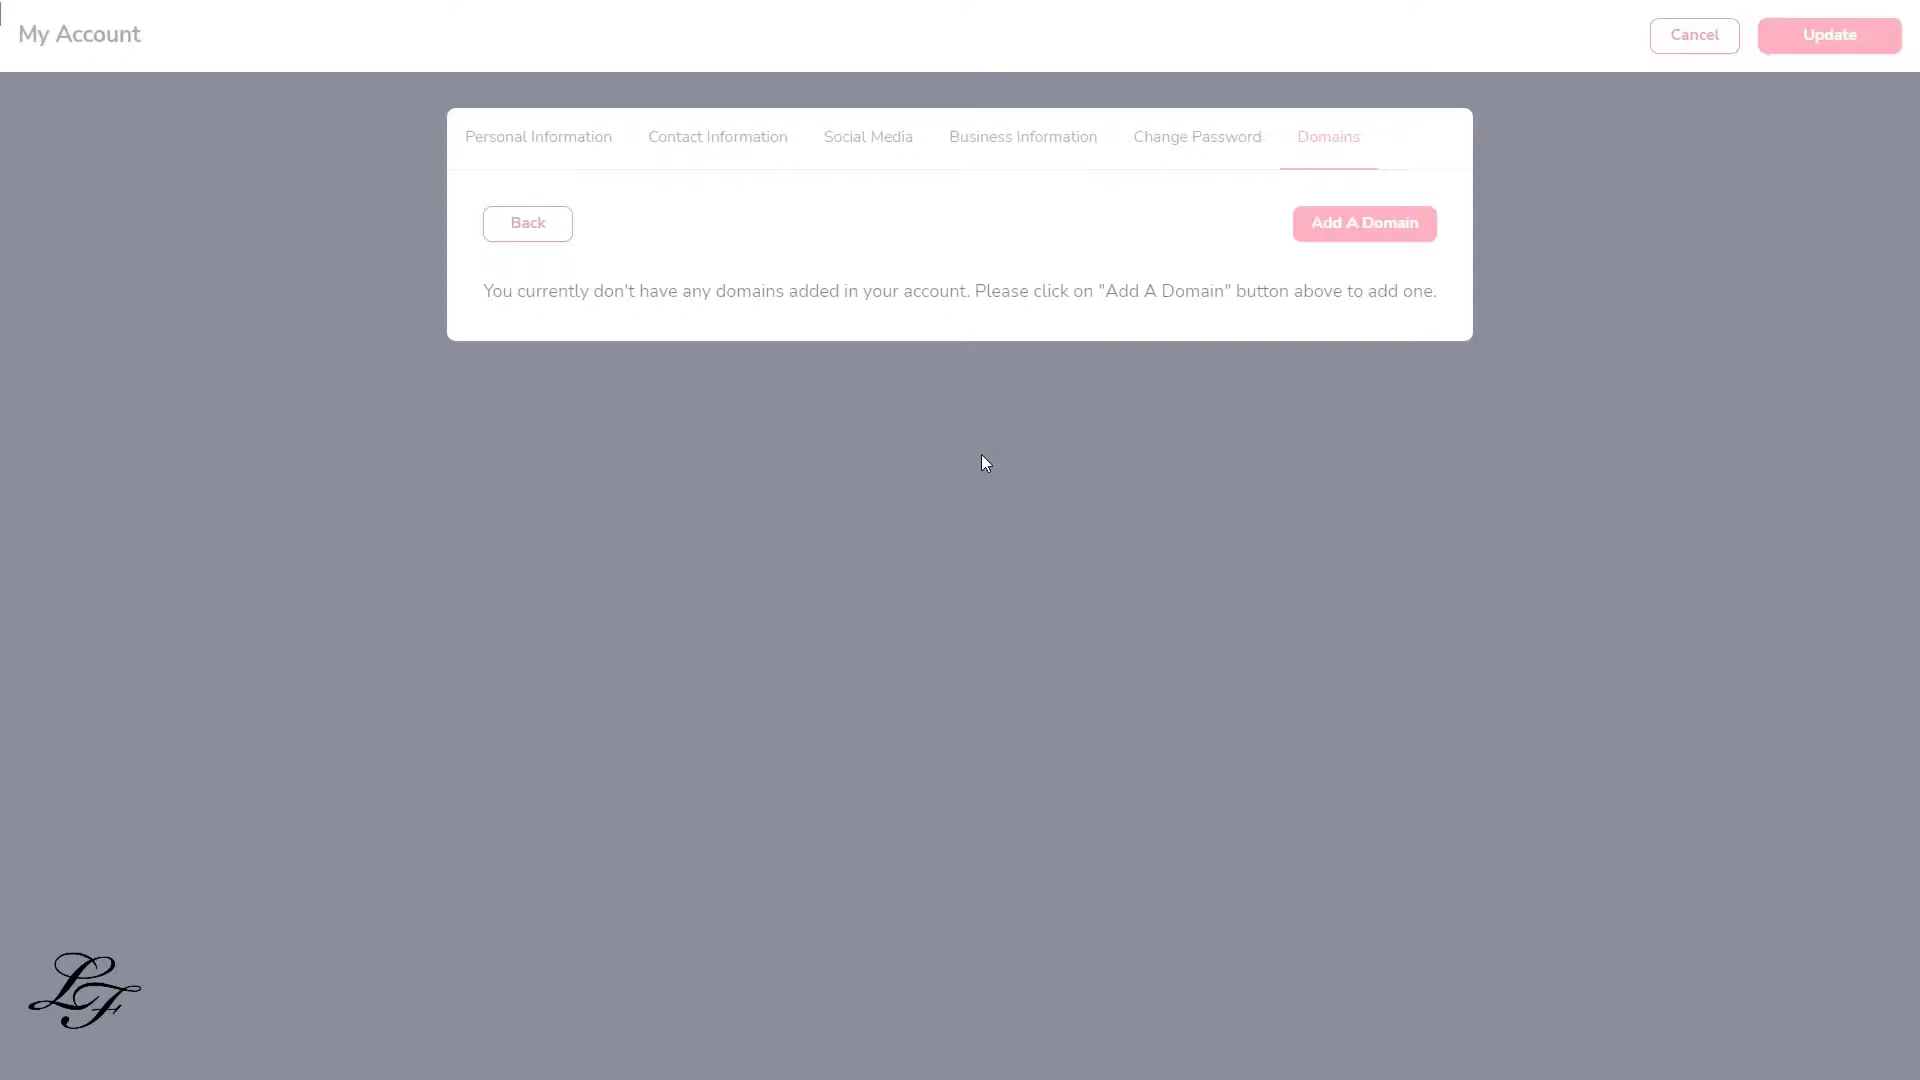 My Account
Cancel
Update
Personal Information
Contact Information
Social Media
Business Information
Change Password
Domains
Back
Add A Domain
You currently don't have any domains added in your account. Please click on "Add A Domain" button above to add one.
LF